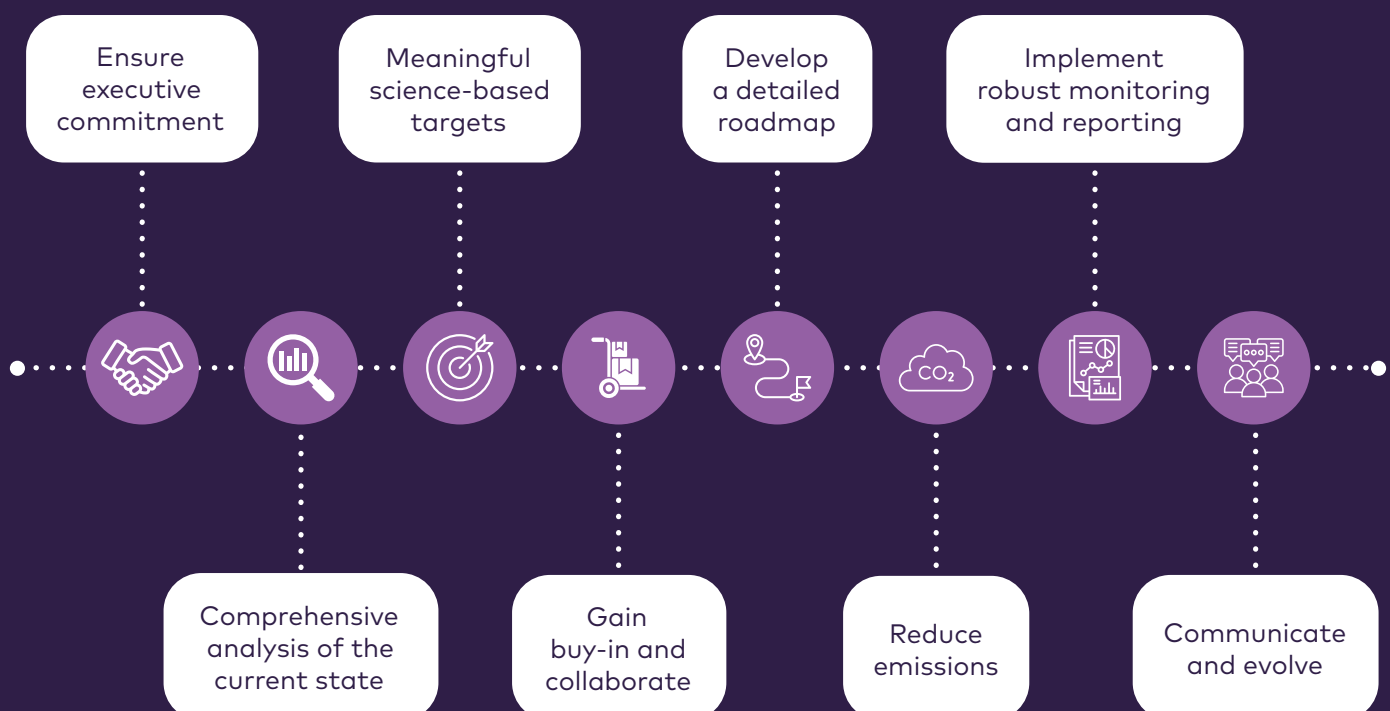 Ensure
executive
commitment
Meaningful
science-based
targets
Develop
a detailed
roadmap
Implement
robust monitoring
and reporting
CO₂
Comprehensive
analysis of the
current state
Gain
buy-in and
collaborate
Reduce
emissions
Communicate
and evolve